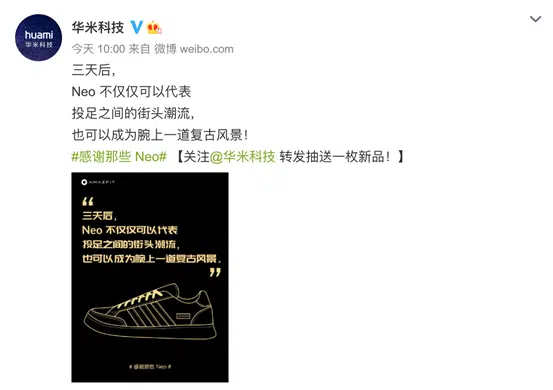 huami
华米科技
华米科技
今天 10:00 来自 微博 weibo.com
三天后，
Neo 不仅仅可以代表
投足之间的街头潮流，
也可以成为腕上一道复古风景！
#感谢那些 Neo# 【关注@华米科技 转发抽送一枚新品！】
AMAZFIT
“
三天后，
Neo 不仅仅可以代表
投足之间的街头潮流，
也可以成为腕上一道复古风景.
”
# 感谢那些 Neo #